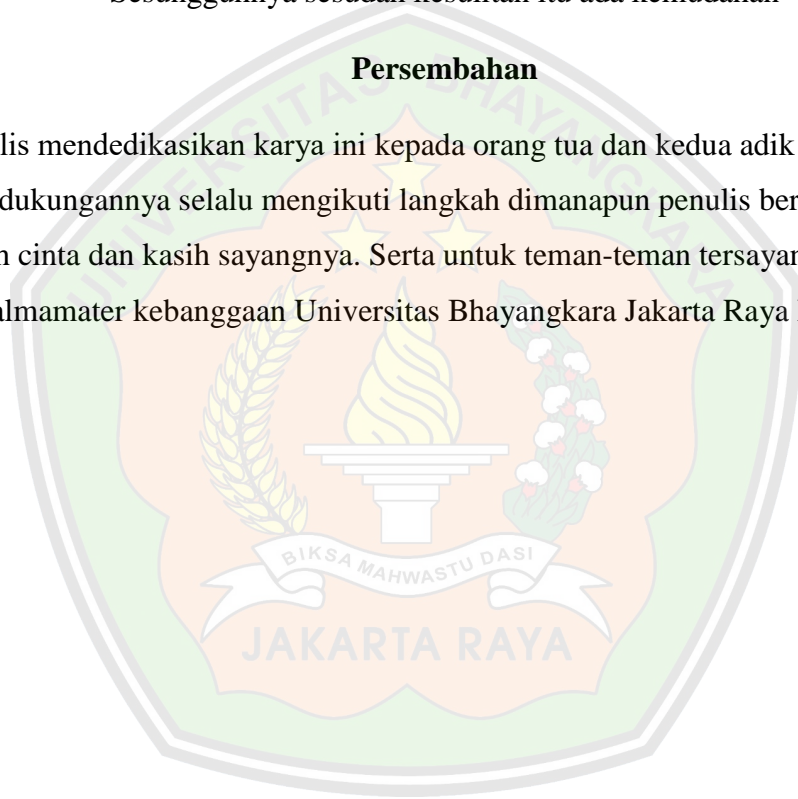 Sesungguhnya sesudah kesulitan itu ada kemudahan
Persembahan
lis mendedikasikan karya ini kepada orang tua dan kedua adik
dukungannya selalu mengikuti langkah dimanapun penulis ber
n cinta dan kasih sayangnya. Serta untuk teman-teman tersayan
almamater kebanggaan Universitas Bhayangkara Jakarta Raya
UNIVERSITAS BHAYANGKARA
BIKSA MAHWASTU DASI
JAKARTA RAYA